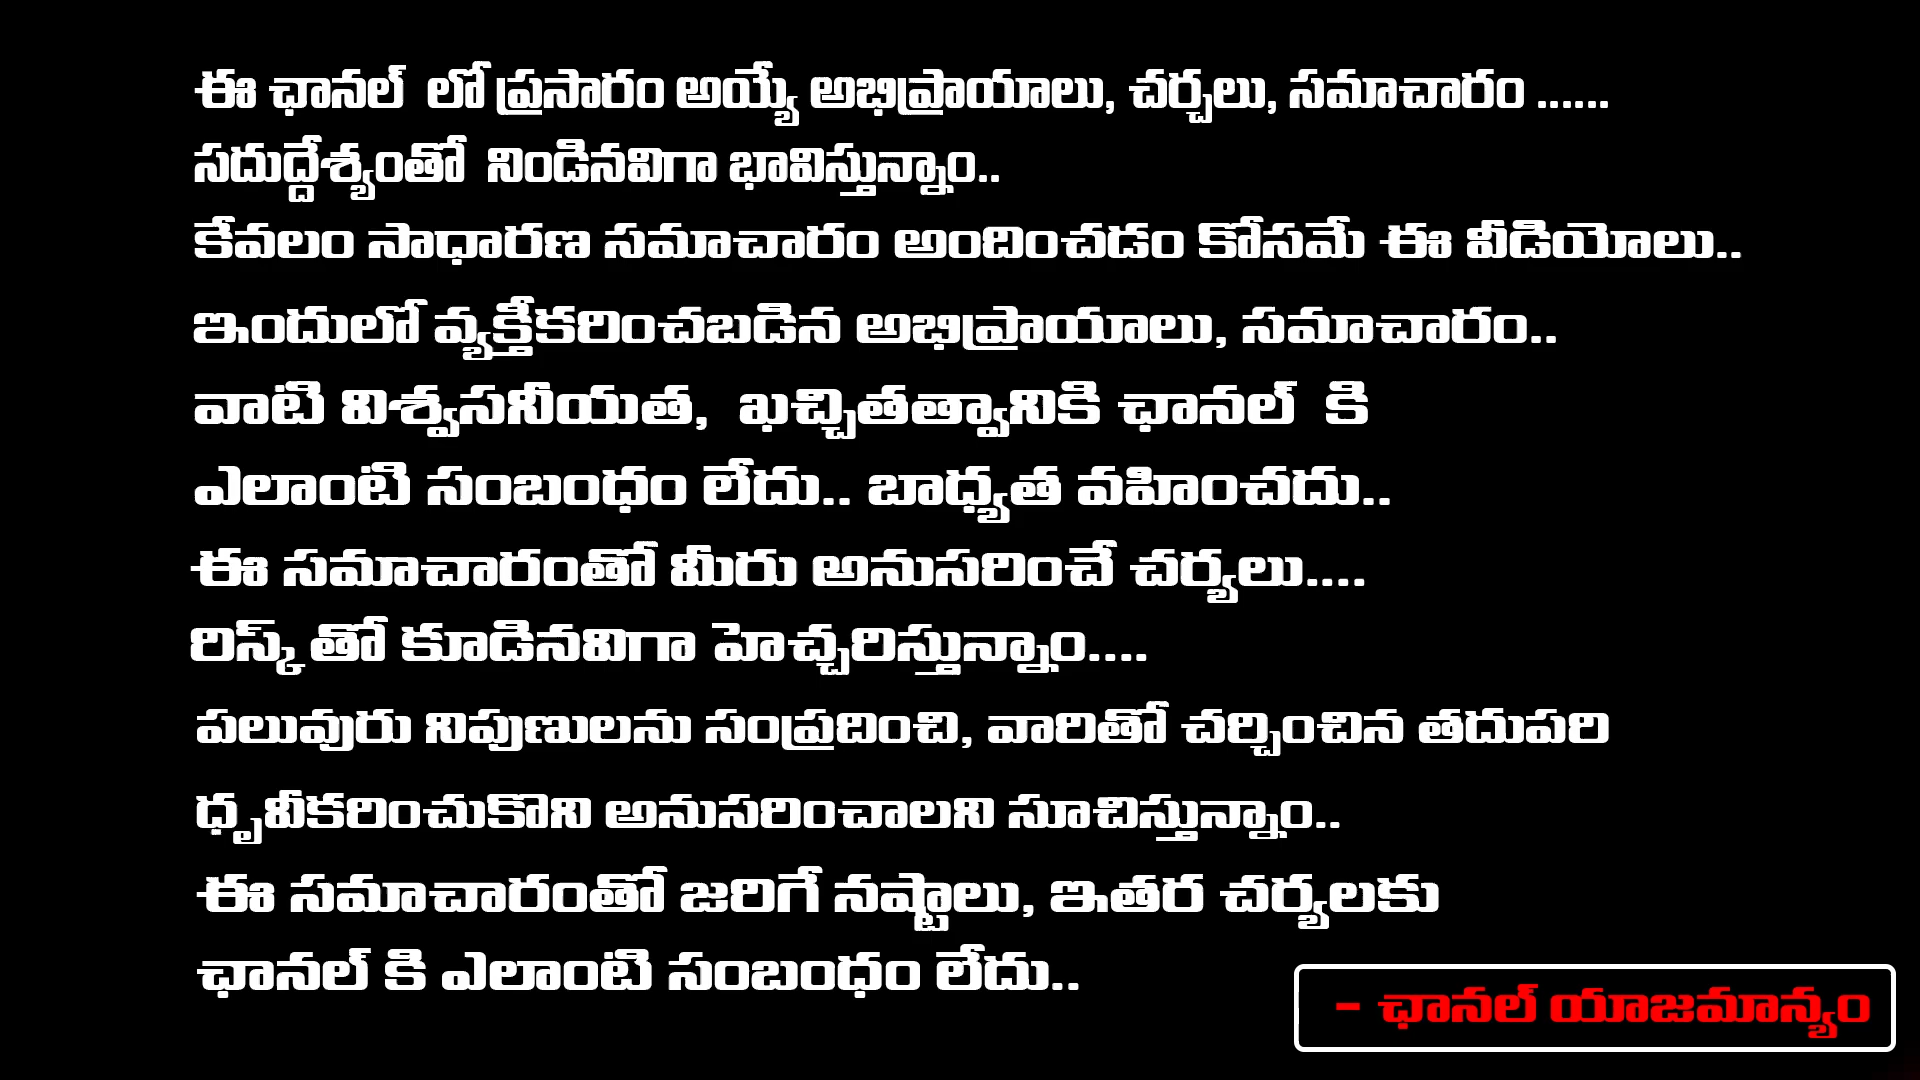 ఈ ఛానల్ లో ప్రసారం అయ్యే అభిప్రాయాలు, చర్చలు, సమాచారం ......
సదుద్దేశ్యంతో నిండినవిగా భావిస్తున్నాం..
కేవలం సాధారణ సమాచారం అందించడం కోసమే ఈ వీడియోలు..
ఇందులో వ్యక్తీకరించబడిన అభిప్రాయాలు, సమాచారం..
వాటి విశ్వసనీయత, ఖచ్చితత్వానికి ఛానల్ కి
ఎలాంటి సంబంధం లేదు.. బాధ్యత వహించదు..
ఈ సమాచారంతో మీరు అనుసరించే చర్యలు....
రిస్క్ తో కూడినవిగా హెచ్చరిస్తున్నాం....
పలువురు నిపుణులను సంప్రదించి, వారితో చర్చించిన తదుపరి
ధృవీకరించుకొని అనుసరించాలని సూచిస్తున్నాం..
ఈ సమాచారంతో జరిగే నష్టాలు, ఇతర చర్యలకు
ఛానల్ కి ఎలాంటి సంబంధం లేదు..
- ఛానల్ యాజమాన్యం